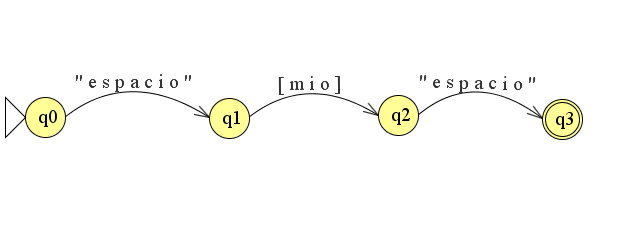 "espacio" [mio] "espacio"
q0 q1 q2 q3